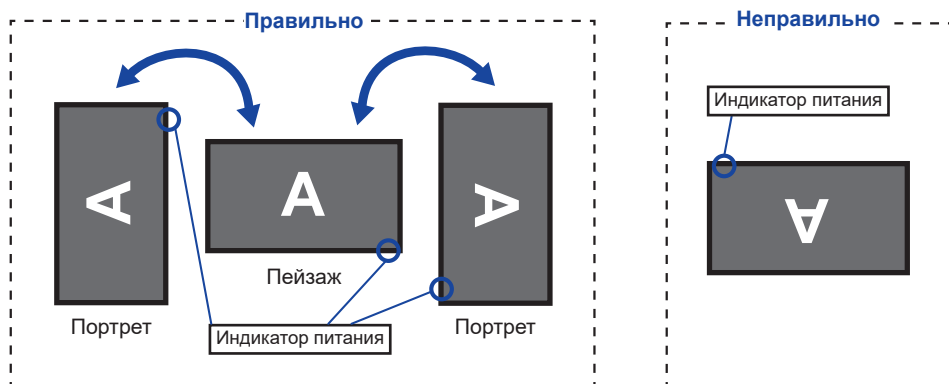 Правильно
A
A
A
Пейзаж
Портрет
Индикатор питания
Портрет
Неправильно
Индикатор питания
A